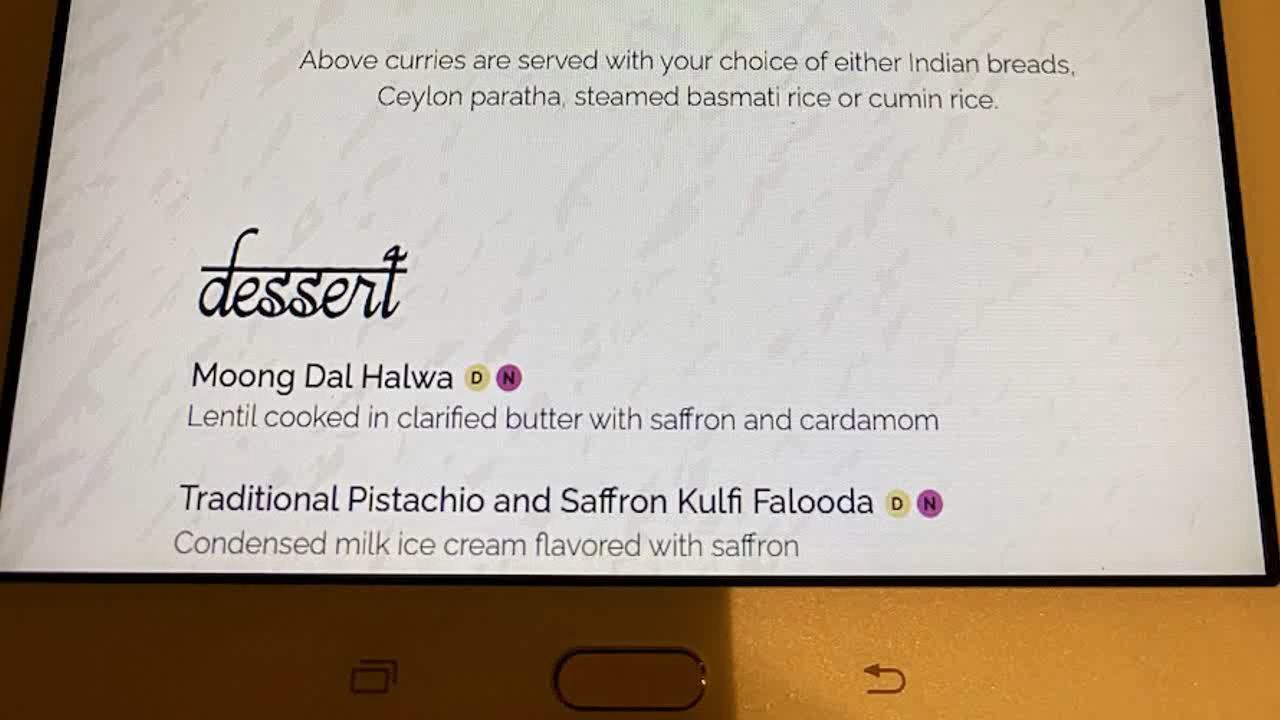 Above curries are served with your choice of either Indian breads,
Ceylon paratha, steamed basmati rice or cumin rice.
dessert
Moong Dal Halwa D N
Lentil cooked in clarified butter with saffron and cardamom
Traditional Pistachio and Saffron Kulfi Falooda D N
Condensed milk ice cream flavored with saffron